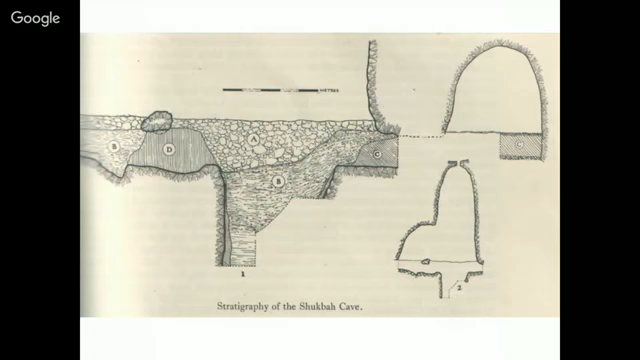 Google
METRES
A
B
D
B
C
C
1
2
Stratigraphy of the Shukbah Cave.